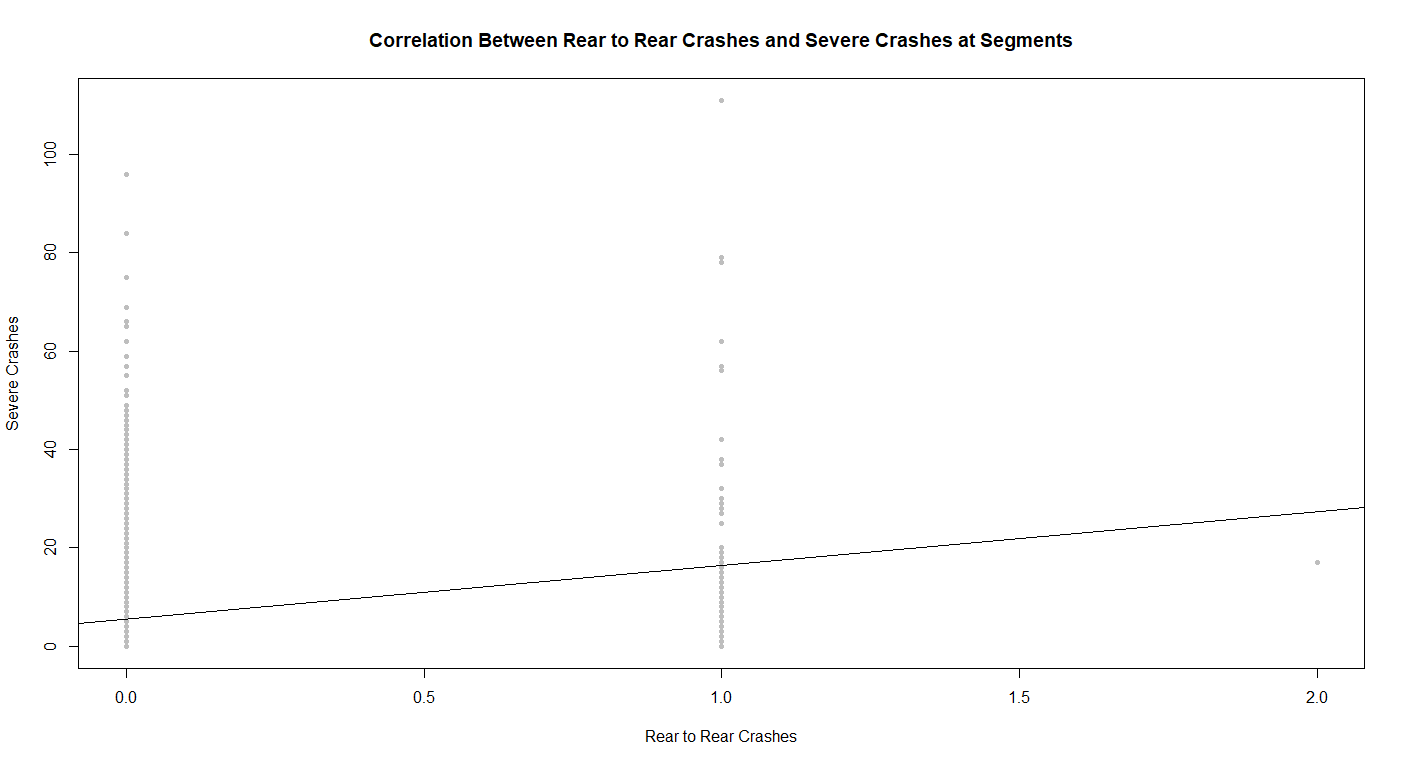 Correlation Between Rear to Rear Crashes and Severe Crashes at Segments
Severe Crashes
100
80
60
40
20
0
0.0 0.5 1.0 1.5 2.0
Rear to Rear Crashes